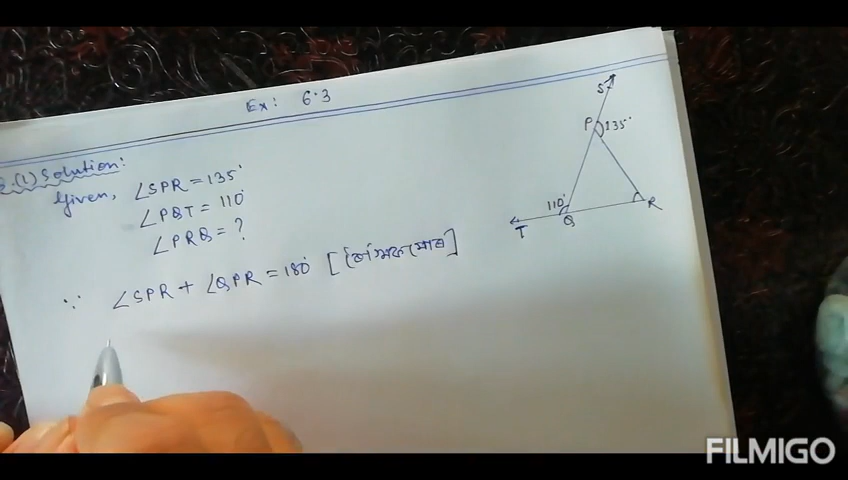 Ex: 6.3
Q.(1) Solution:
Given, ∠SPR = 135°
∠PQT = 110°
∠PRQ = ?
∵ ∠SPR + ∠QPR = 180° [
S
P 135°
110°
T Q R
FILMIGO